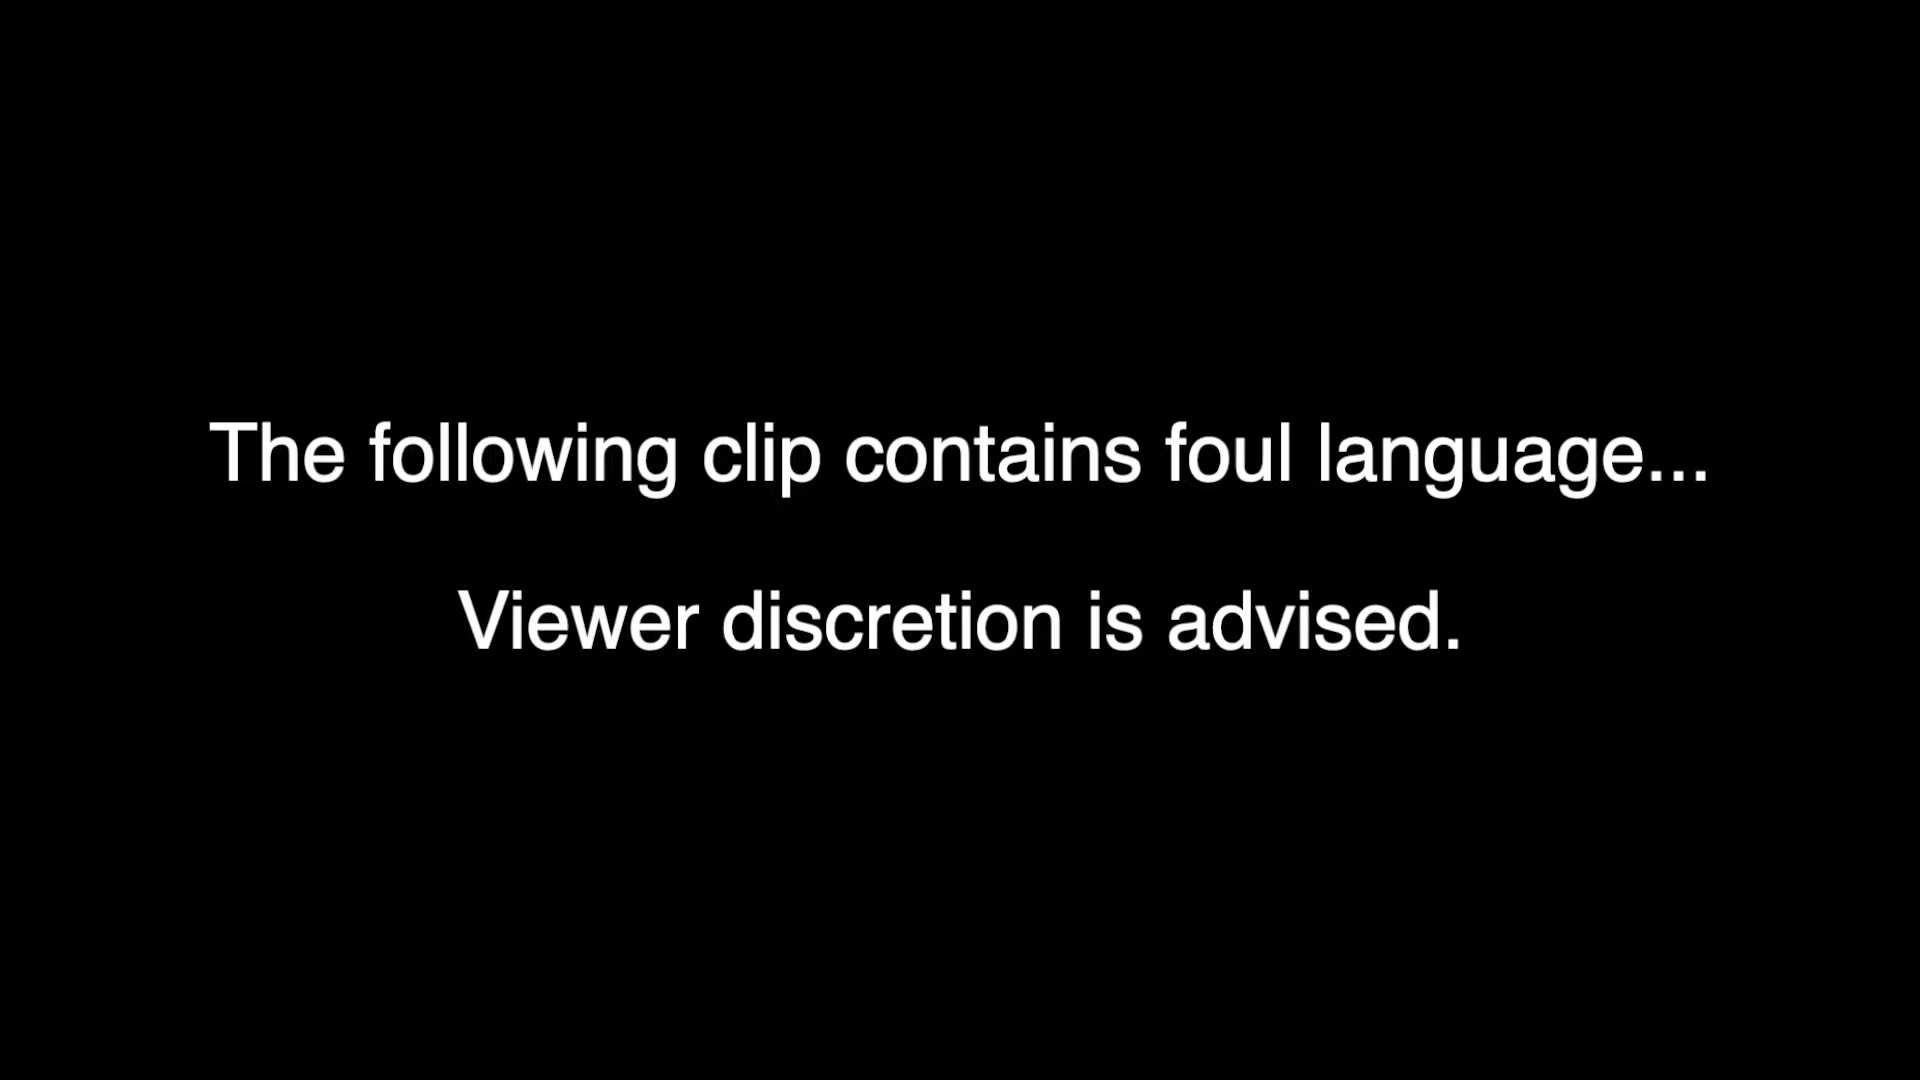 The following clip contains foul language...
Viewer discretion is advised.